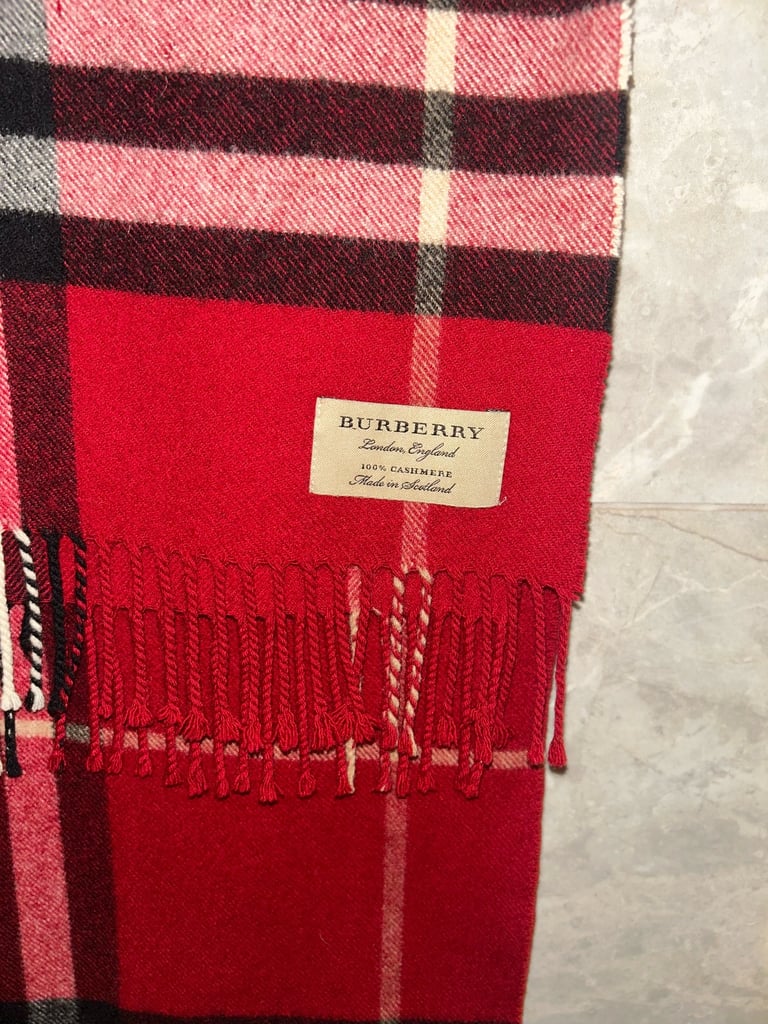 BURBERRY
London, England
100% CASHMERE
Made in Scotland